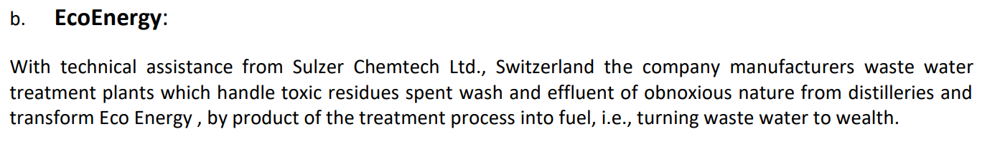 b. EcoEnergy:
With technical assistance from Sulzer Chemtech Ltd., Switzerland the company manufacturers waste water
treatment plants which handle toxic residues spent wash and effluent of obnoxious nature from distilleries and
transform Eco Energy , by product of the treatment process into fuel, i.e., turning waste water to wealth.